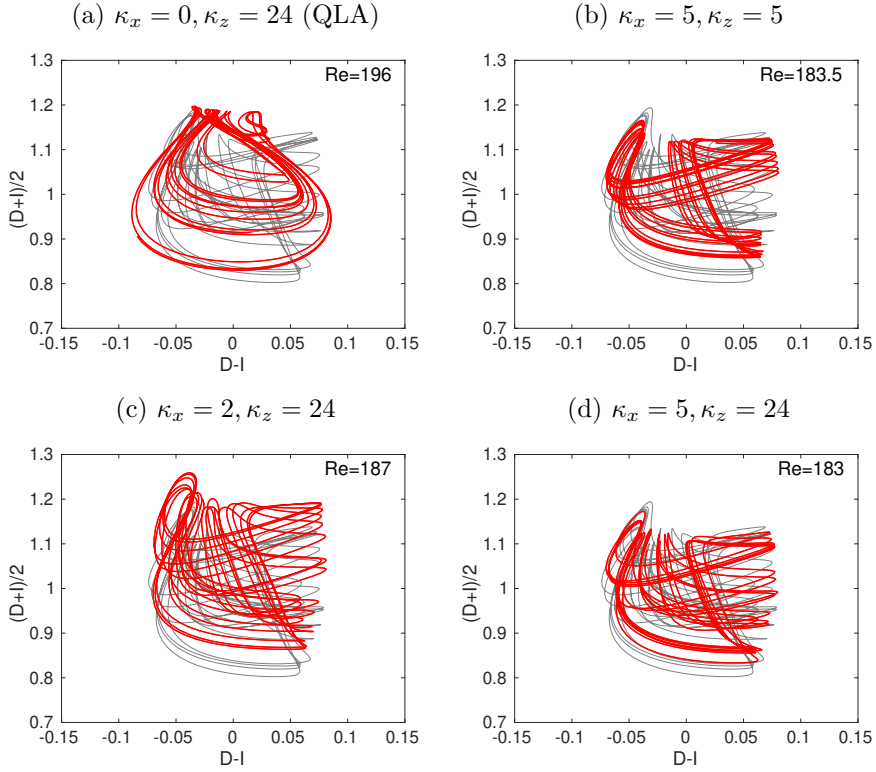 (a) κx = 0, κz = 24 (QLA)
Re=196
1.3
1.2
1.1
1
0.9
0.8
0.7
(D+I)/2
-0.15 -0.1 -0.05 0 0.05 0.1 0.15
D-I
(b) κx = 5, κz = 5
Re=183.5
1.3
1.2
1.1
1
0.9
0.8
0.7
(D+I)/2
-0.15 -0.1 -0.05 0 0.05 0.1 0.15
D-I
(c) κx = 2, κz = 24
Re=187
1.3
1.2
1.1
1
0.9
0.8
0.7
(D+I)/2
-0.15 -0.1 -0.05 0 0.05 0.1 0.15
D-I
(d) κx = 5, κz = 24
Re=183
1.3
1.2
1.1
1
0.9
0.8
0.7
(D+I)/2
-0.15 -0.1 -0.05 0 0.05 0.1 0.15
D-I